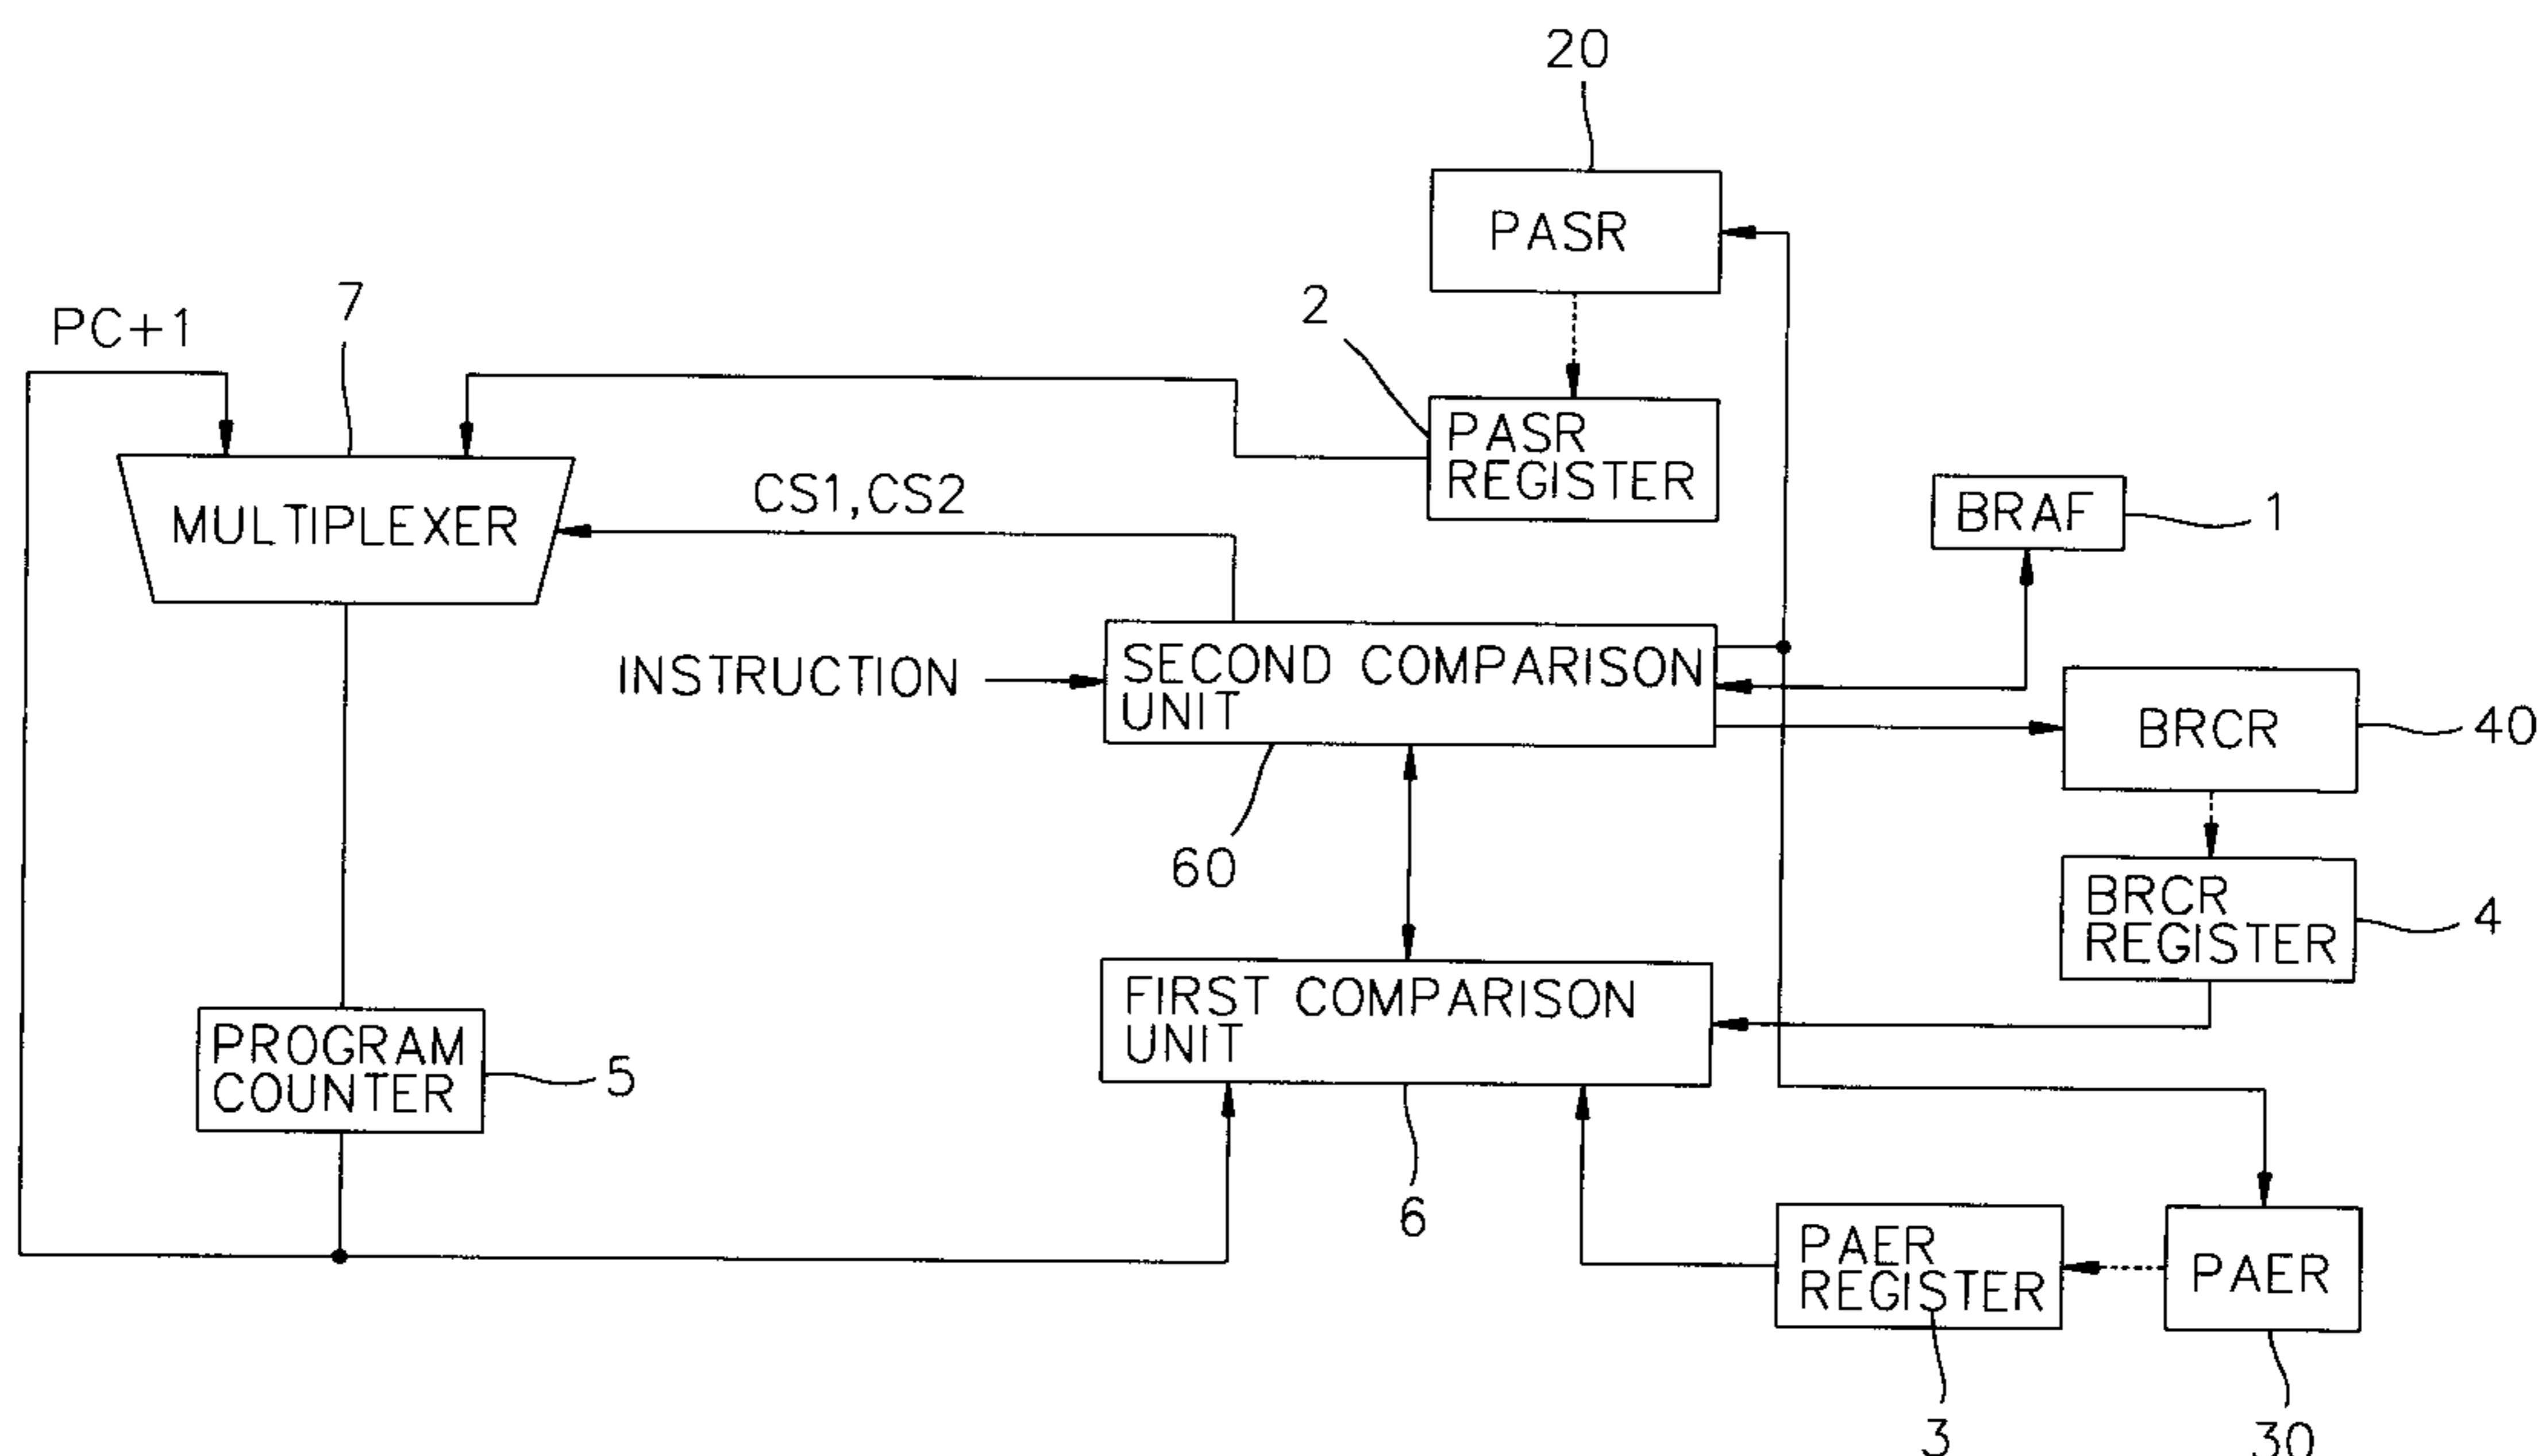 20
PASR
2
7
PC+1
PASR
REGISTER
CS1,CS2
MULTIPLEXER
BRAF
1
INSTRUCTION
SECOND COMPARISON
UNIT
BRCR
40
60
BRCR
REGISTER
4
FIRST COMPARISON
UNIT
PROGRAM
COUNTER
5
6
PAER
REGISTER
PAER
3
30